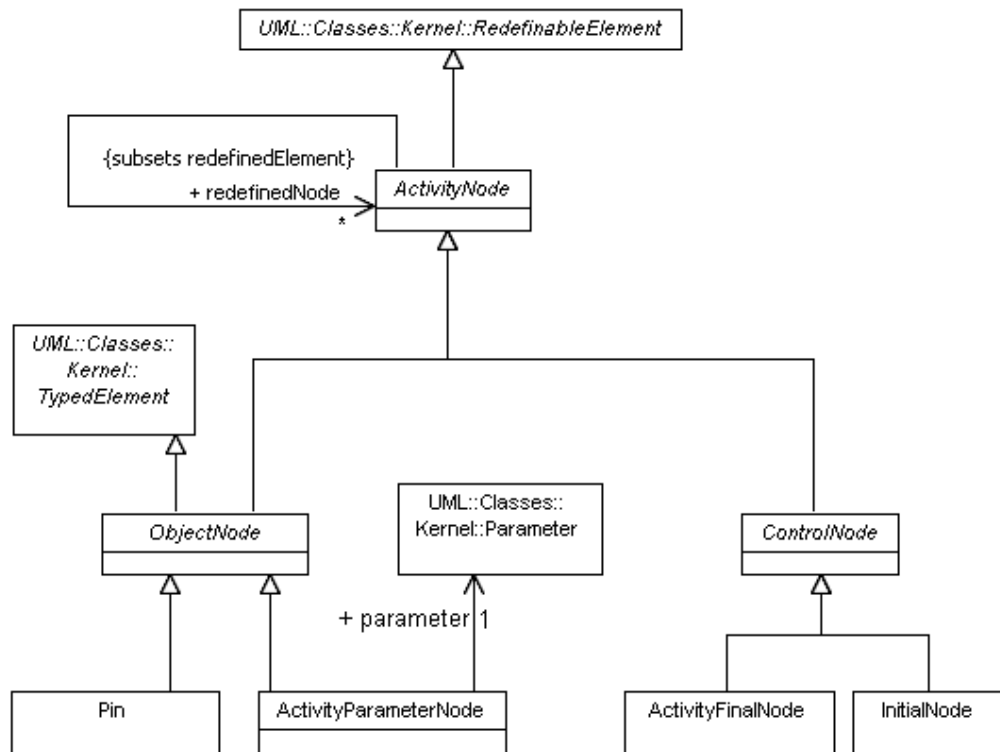 UML::Classes::Kernel::RedefinableElement
{subsets redefinedElement}
+ redefinedNode
*
ActivityNode
UML::Classes::
Kernel::
TypedElement
ObjectNode
UML::Classes::
Kernel::Parameter
ControlNode
+ parameter 1
Pin
ActivityParameterNode
ActivityFinalNode
InitialNode